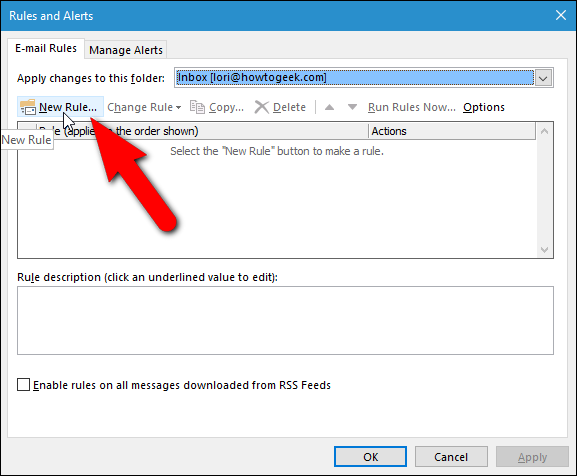 Rules and Alerts
E-mail Rules Manage Alerts
Apply changes to this folder: Inbox [lori@howtogeek.com]
New Rule... Change Rule Copy... Delete Run Rules Now... Options
New Rule (applied in the order shown) Actions
Select the "New Rule" button to make a rule.
Rule description (click an underlined value to edit):
Enable rules on all messages downloaded from RSS Feeds
OK Cancel Apply